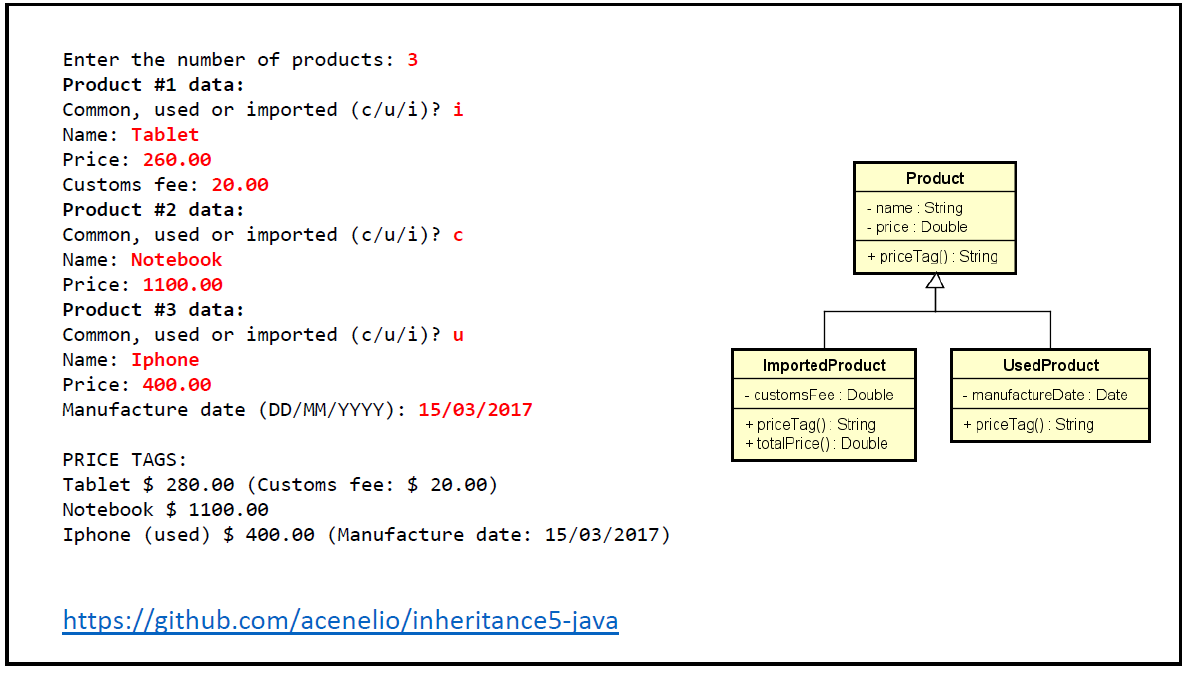 Enter the number of products: 3
Product #1 data:
Common, used or imported (c/u/i)? i
Name: Tablet
Price: 260.00
Customs fee: 20.00
Product #2 data:
Common, used or imported (c/u/i)? c
Name: Notebook
Price: 1100.00
Product #3 data:
Common, used or imported (c/u/i)? u
Name: Iphone
Price: 400.00
Manufacture date (DD/MM/YYYY): 15/03/2017
PRICE TAGS:
Tablet $ 280.00 (Customs fee: $ 20.00)
Notebook $ 1100.00
Iphone (used) $ 400.00 (Manufacture date: 15/03/2017)
https://github.com/acenelio/inheritance5-java
Product
- name : String
- price : Double
+ priceTag() : String
ImportedProduct
- customsFee : Double
+ priceTag() : String
+ totalPrice() : Double
UsedProduct
- manufactureDate : Date
+ priceTag() : String